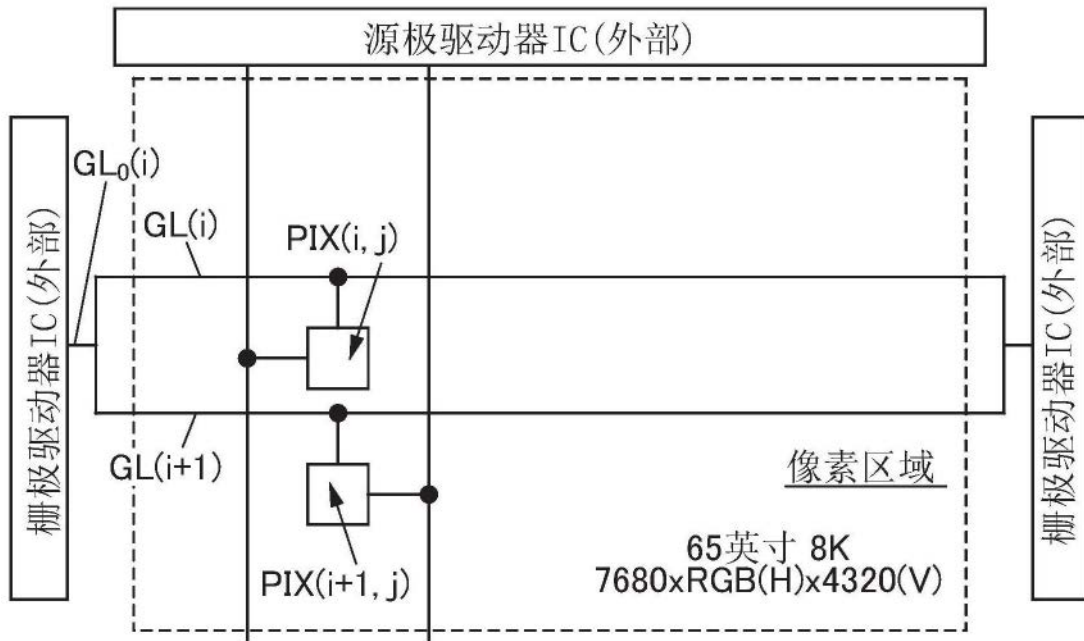 源极驱动器IC(外部)
栅极驱动器IC(外部)
GL₀(i)
GL(i)
PIX(i, j)
GL(i+1)
PIX(i+1, j)
像素区域
65英寸 8K
7680xRGB(H)x4320(V)
栅极驱动器IC(外部)